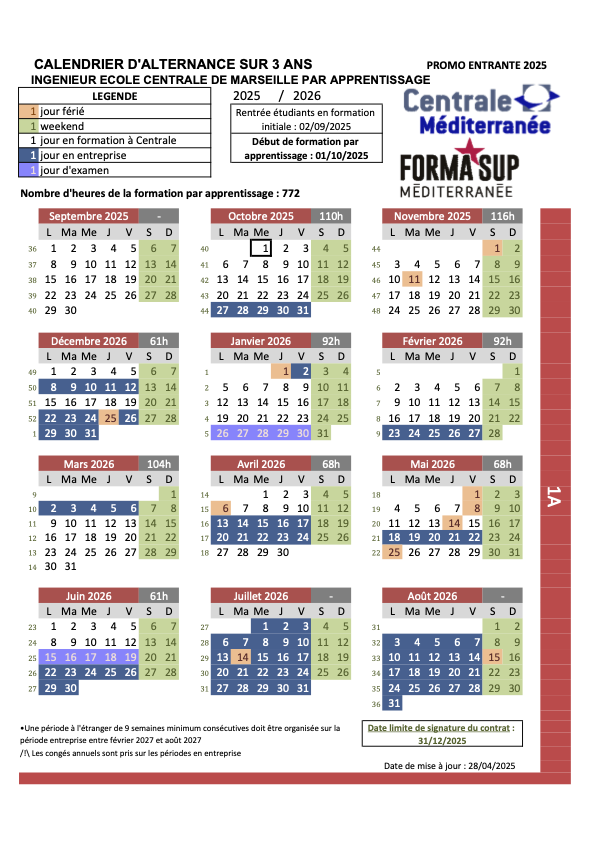 CALENDRIER D'ALTERNANCE SUR 3 ANS
PROMO ENTRANTE 2025
INGENIEUR ECOLE CENTRALE DE MARSEILLE PAR APPRENTISSAGE
LEGENDE
1 jour férié
1 weekend
1 jour en formation à Centrale
1 jour en entreprise
1 jour d'examen
2025 / 2026
Rentrée étudiants en formation
initiale : 02/09/2025
Début de formation par
apprentissage : 01/10/2025
Centrale
Méditerranée
FORMASUP
MÉDITERRANÉE
Nombre d'heures de la formation par apprentissage : 772
Septembre 2025 -
L Ma Me J V S D
36 1 2 3 4 5 6 7
37 8 9 10 11 12 13 14
38 15 16 17 18 19 20 21
39 22 23 24 25 26 27 28
40 29 30
Octobre 2025 110h
L Ma Me J V S D
40 1 2 3 4 5
41 6 7 8 9 10 11 12
42 13 14 15 16 17 18 19
43 20 21 22 23 24 25 26
44 27 28 29 30 31
Novembre 2025 116h
L Ma Me J V S D
44 1 2
45 3 4 5 6 7 8 9
46 10 11 12 13 14 15 16
47 17 18 19 20 21 22 23
48 24 25 26 27 28 29 30
Décembre 2026 61h
L Ma Me J V S D
49 1 2 3 4 5 6 7
50 8 9 10 11 12 13 14
51 15 16 17 18 19 20 21
52 22 23 24 25 26 27 28
1 29 30 31
Janvier 2026 92h
L Ma Me J V S D
1 1 2 3 4
2 5 6 7 8 9 10 11
3 12 13 14 15 16 17 18
4 19 20 21 22 23 24 25
5 26 27 28 29 30 31
Février 2026 92h
L Ma Me J V S D
5 1
6 2 3 4 5 6 7 8
7 9 10 11 12 13 14 15
8 16 17 18 19 20 21 22
9 23 24 25 26 27 28
Mars 2026 104h
L Ma Me J V S D
9 1
10 2 3 4 5 6 7 8
11 9 10 11 12 13 14 15
12 16 17 18 19 20 21 22
13 23 24 25 26 27 28 29
14 30 31
Avril 2026 68h
L Ma Me J V S D
14 1 2 3 4 5
15 6 7 8 9 10 11 12
16 13 14 15 16 17 18 19
17 20 21 22 23 24 25 26
18 27 28 29 30
Mai 2026 68h
L Ma Me J V S D
18 1 2 3
19 4 5 6 7 8 9 10
20 11 12 13 14 15 16 17
21 18 19 20 21 22 23 24
22 25 26 27 28 29 30 31
1A
Juin 2026 61h
L Ma Me J V S D
23 1 2 3 4 5 6 7
24 8 9 10 11 12 13 14
25 15 16 17 18 19 20 21
26 22 23 24 25 26 27 28
27 29 30
Juillet 2026 -
L Ma Me J V S D
27 1 2 3 4 5
28 6 7 8 9 10 11 12
29 13 14 15 16 17 18 19
30 20 21 22 23 24 25 26
31 27 28 29 30 31
Août 2026 -
L Ma Me J V S D
31 1 2
32 3 4 5 6 7 8 9
33 10 11 12 13 14 15 16
34 17 18 19 20 21 22 23
35 24 25 26 27 28 29 30
36 31
•Une période à l'étranger de 9 semaines minimum consécutives doit être organisée sur la
période entreprise entre février 2027 et août 2027
/!\ Les congés annuels sont pris sur les périodes en entreprise
Date limite de signature du contrat :
31/12/2025
Date de mise à jour : 28/04/2025